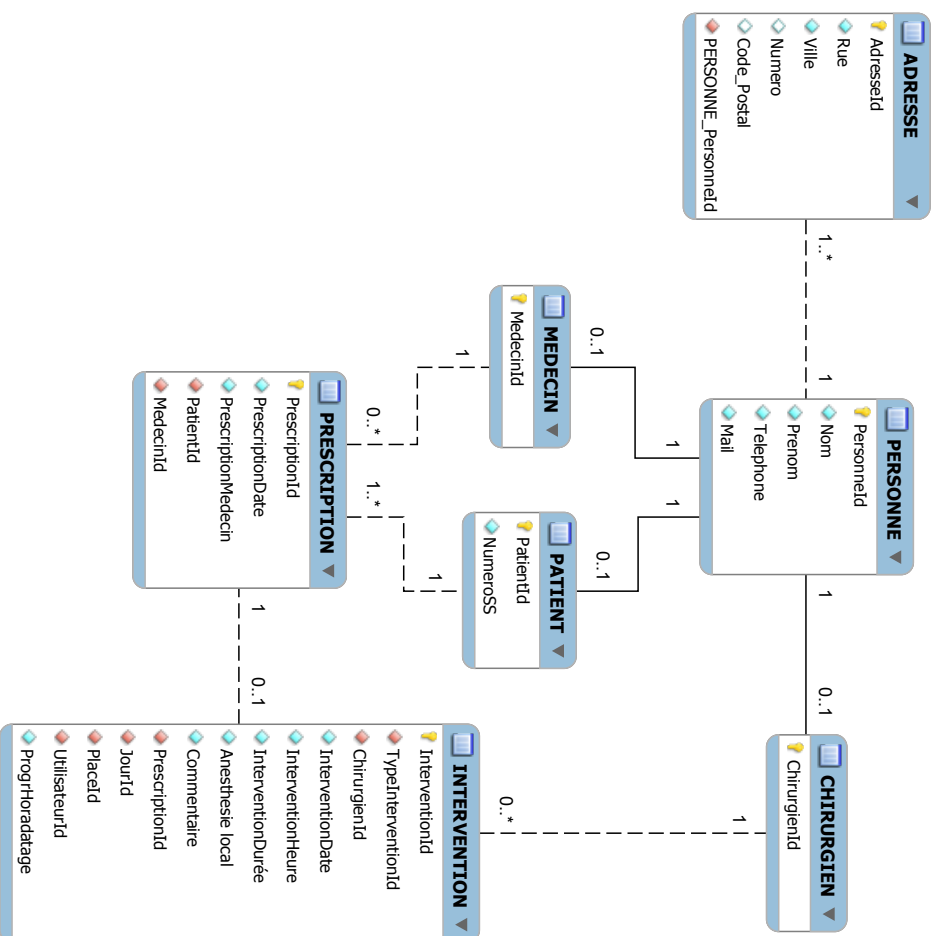 ADRESSE
AdresseId
Rue
Ville
Numero
Code_Postal
PERSONNE_PersonneId
1..*
1
PERSONNE
PersonneId
Nom
Prenom
Telephone
Mail
1
0..1
CHIRURGIEN
ChirurgienId
1
0..1
MEDECIN
MedecinId
1
0..1
PATIENT
PatientId
NumeroSS
1
0..*
1
1..*
PRESCRIPTION
PrescriptionId
PrescriptionDate
PrescriptionMedecin
PatientId
MedecinId
1
0..1
1
0..*
INTERVENTION
InterventionId
TypeInterventionId
ChirurgienId
InterventionDate
InterventionHeure
InterventionDurée
Anesthesie local
Commentaire
PrescriptionId
JourId
PlaceId
UtilisateurId
ProgrHoradatage